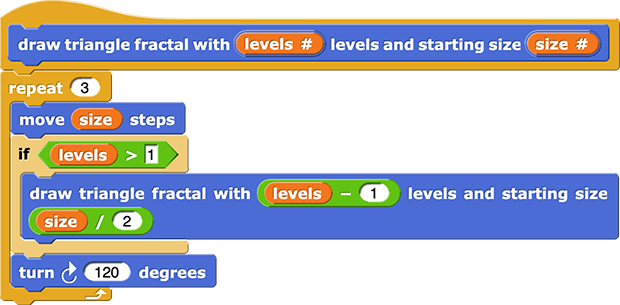 draw triangle fractal with levels # levels and starting size size #
repeat 3
move size steps
if levels > 1
draw triangle fractal with levels − 1 levels and starting size
size / 2
turn 120 degrees